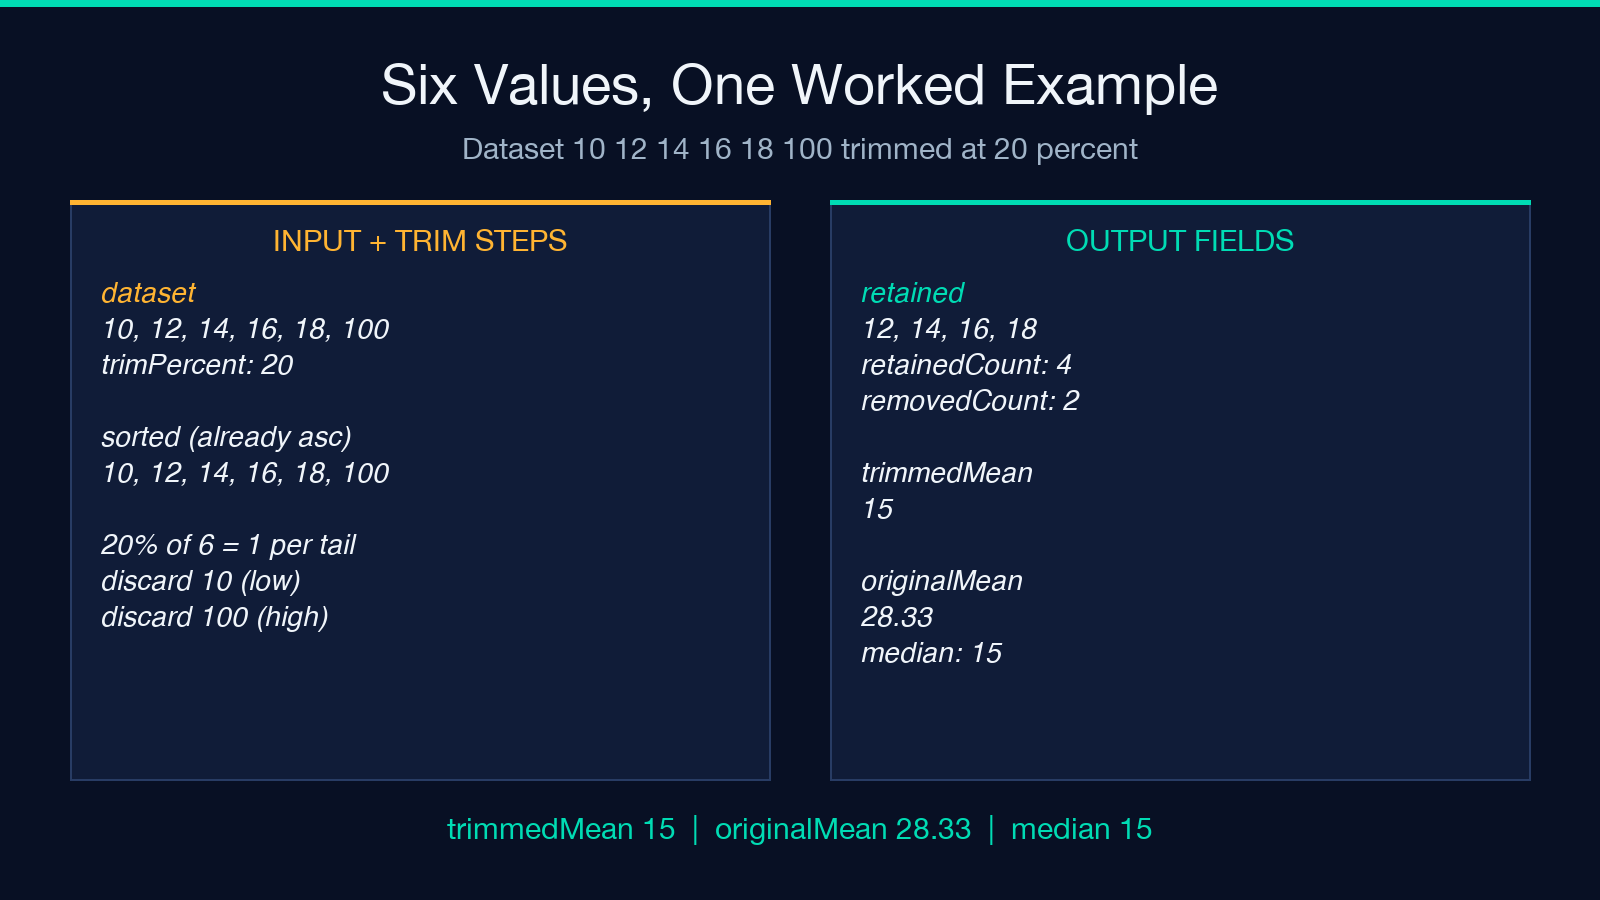 Six Values, One Worked Example
Dataset 10 12 14 16 18 100 trimmed at 20 percent
INPUT + TRIM STEPS
dataset
10, 12, 14, 16, 18, 100
trimPercent: 20
sorted (already asc)
10, 12, 14, 16, 18, 100
20% of 6 = 1 per tail
discard 10 (low)
discard 100 (high)
OUTPUT FIELDS
retained
12, 14, 16, 18
retainedCount: 4
removedCount: 2
trimmedMean
15
originalMean
28.33
median: 15
trimmedMean 15 | originalMean 28.33 | median 15